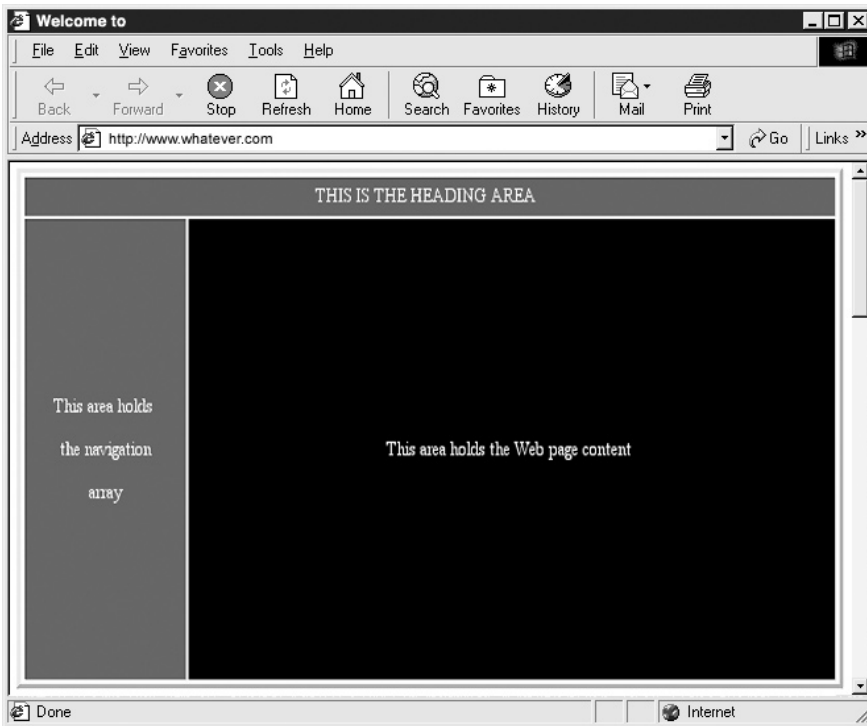 Welcome to
File Edit View Favorites Tools Help
Back Forward Stop Refresh Home Search Favorites History Mail Print
Address http://www.whatever.com Go Links »
THIS IS THE HEADING AREA
This area holds
the navigation
array
This area holds the Web page content
Done Internet